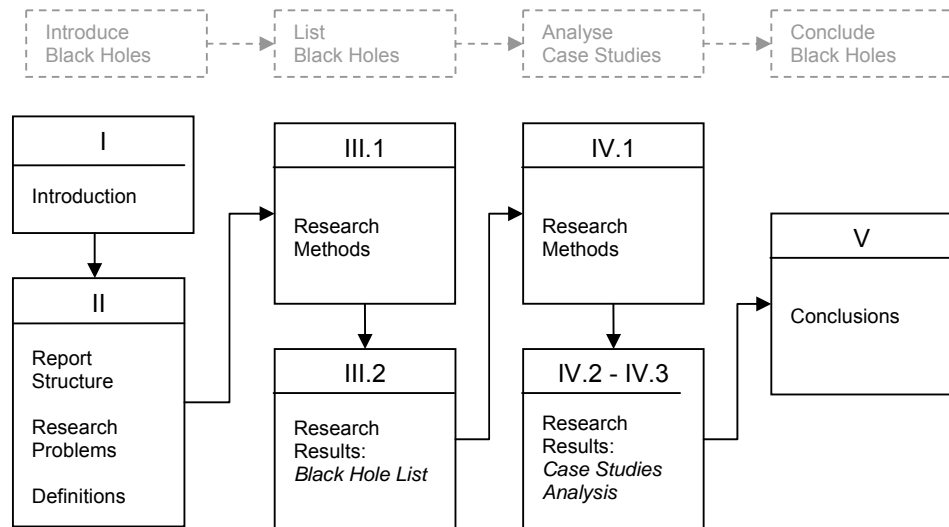 Introduce
Black Holes
List
Black Holes
Analyse
Case Studies
Conclude
Black Holes
I
Introduction
II
Report
Structure
Research
Problems
Definitions
III.1
Research
Methods
III.2
Research
Results:
Black Hole List
IV.1
Research
Methods
IV.2 - IV.3
Research
Results:
Case Studies
Analysis
V
Conclusions